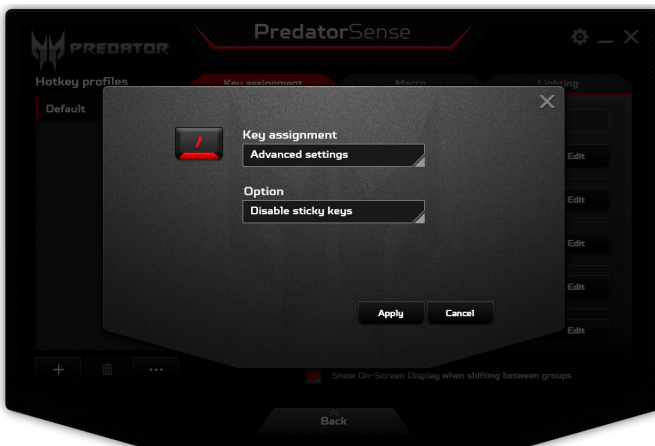 PREDATOR
PredatorSense
Hotkey profiles
Key assignment
Macro
Lighting
Default
1
Key assignment
Advanced settings
Edit
Option
Edit
Disable sticky keys
Edit
Edit
Apply
Cancel
Edit
Show On-Screen Display when shifting between groups
Back